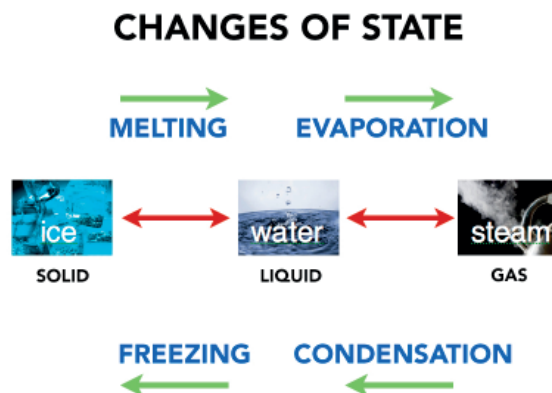 CHANGES OF STATE
MELTING EVAPORATION
ice water steam
SOLID LIQUID GAS
FREEZING CONDENSATION